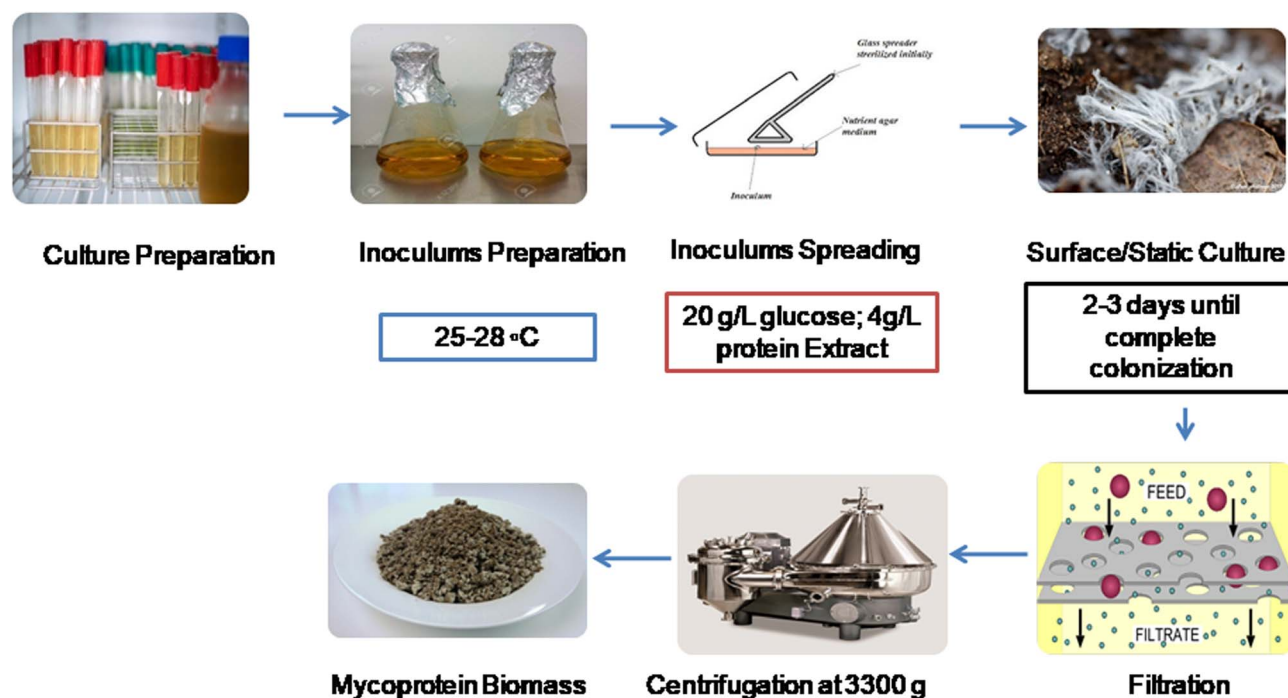 Glass spreader
strerilized initially
Nutrient agar
medium
Inoculum
Culture Preparation
Inoculums Preparation
Inoculums Spreading
Surface/Static Culture
25-28 °C
20 g/L glucose; 4g/L
protein Extract
2-3 days until
complete
colonization
FEED
FILTRATE
Mycoprotein Biomass
Centrifugation at 3300 g
Filtration